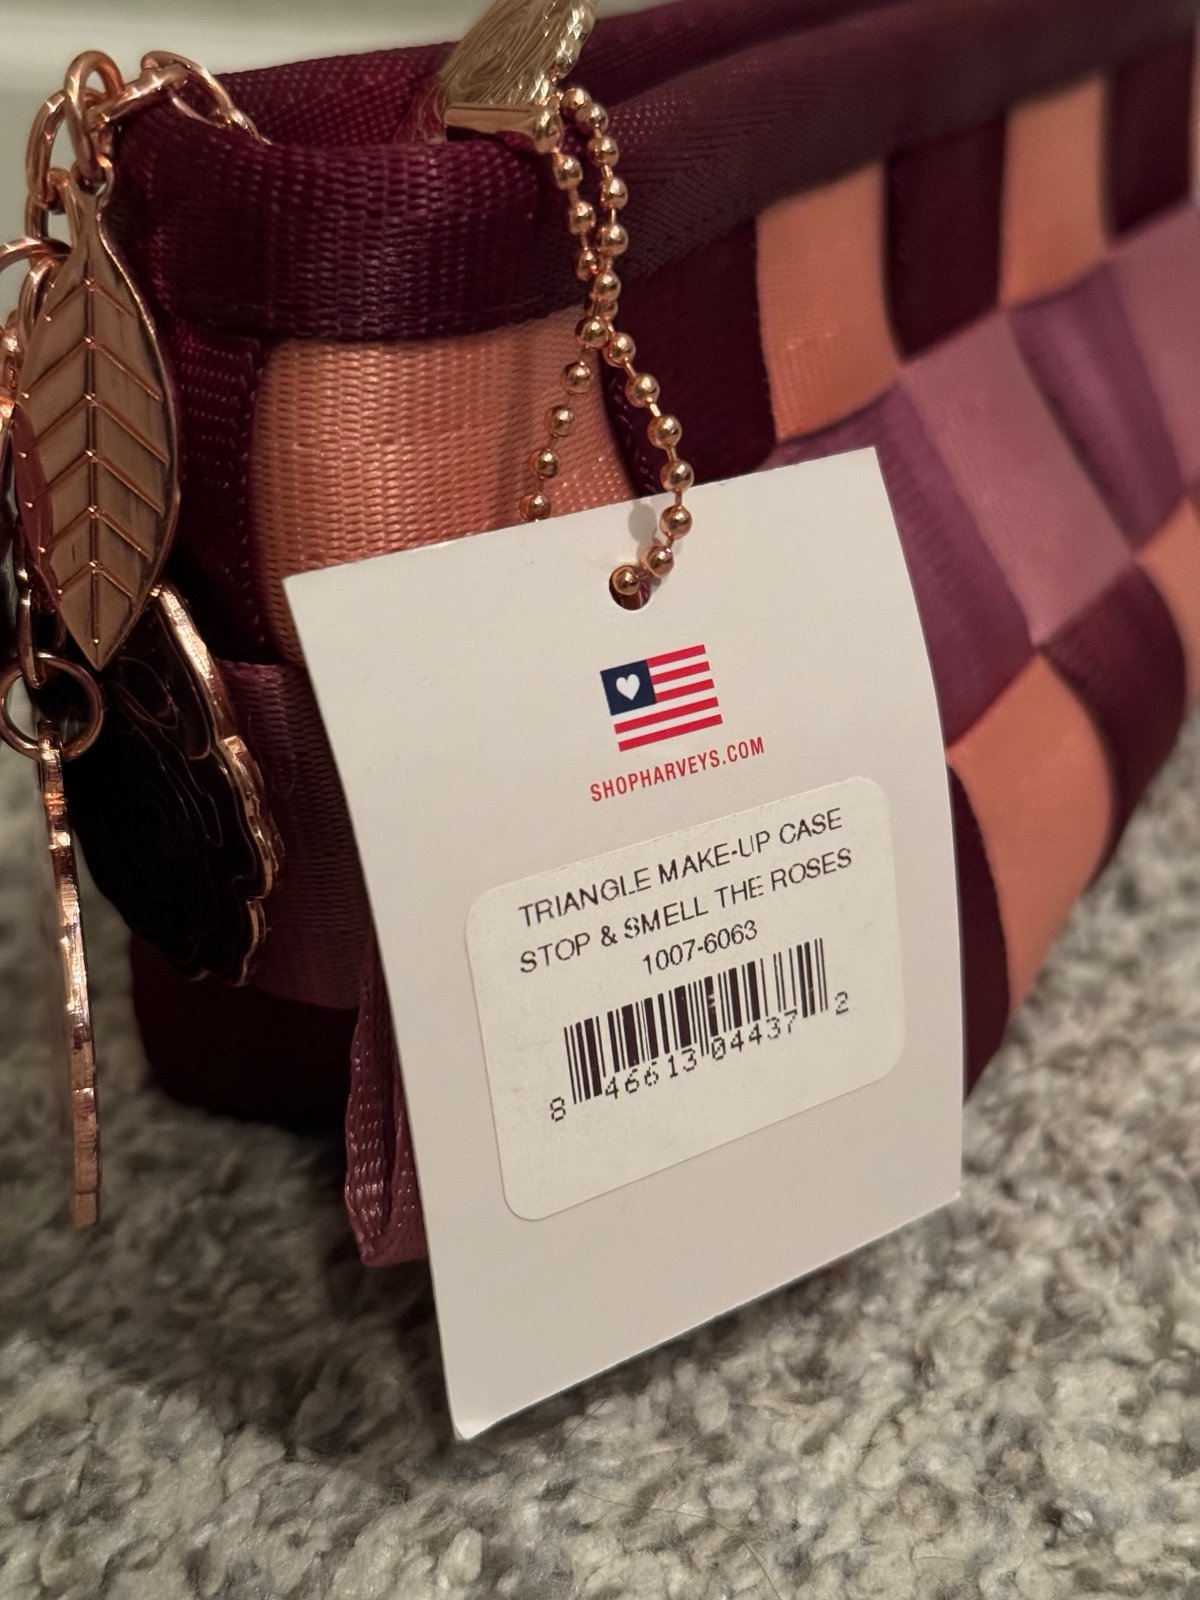 SHOPHARVEYS.COM
TRIANGLE MAKE-UP CASE
STOP & SMELL THE ROSES
1007-6063
8 46613 04437 2